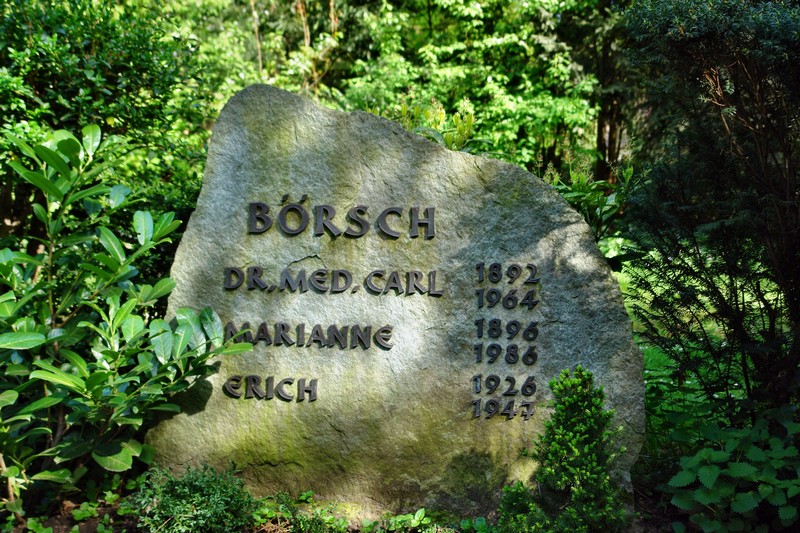 BÖRSCH
DR. MED. CARL 1892
1964
MARIANNE 1896
1986
ERICH 1926
1947